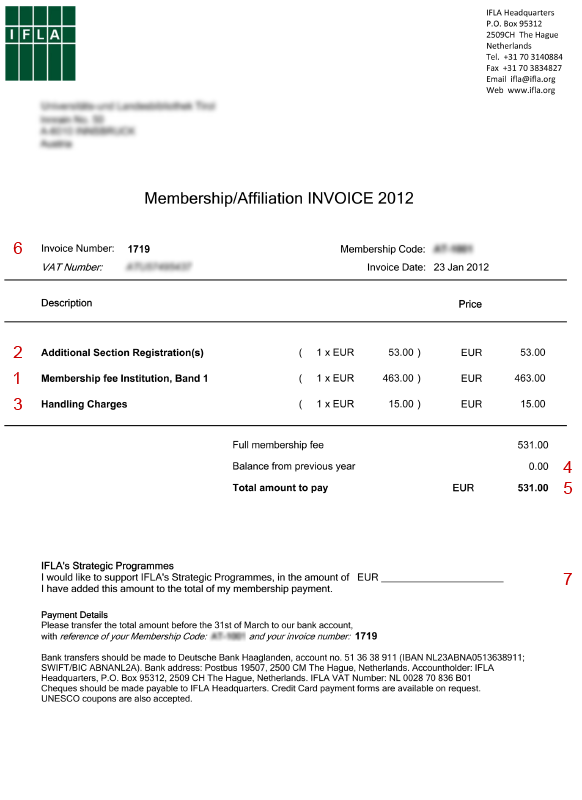 IFLA
IFLA Headquarters
P.O. Box 95312
2509CH The Hague
Netherlands
Tel. +31 70 3140884
Fax +31 70 3834827
Email ifla@ifla.org
Web www.ifla.org
Membership/Affiliation INVOICE 2012
6 Invoice Number: 1719 Membership Code:
VAT Number: Invoice Date: 23 Jan 2012
Description Price
2 Additional Section Registration(s) ( 1 x EUR 53.00 ) EUR 53.00
1 Membership fee Institution, Band 1 ( 1 x EUR 463.00 ) EUR 463.00
3 Handling Charges ( 1 x EUR 15.00 ) EUR 15.00
Full membership fee 531.00
Balance from previous year 0.00 4
Total amount to pay EUR 531.00 5
IFLA's Strategic Programmes
I would like to support IFLA's Strategic Programmes, in the amount of EUR ____________________ 7
I have added this amount to the total of my membership payment.
Payment Details
Please transfer the total amount before the 31st of March to our bank account,
with reference of your Membership Code: and your invoice number: 1719
Bank transfers should be made to Deutsche Bank Haaglanden, account no. 51 36 38 911 (IBAN NL23ABNA0513638911;
SWIFT/BIC ABNANL2A). Bank address: Postbus 19507, 2500 CM The Hague, Netherlands. Accountholder: IFLA
Headquarters, P.O. Box 95312, 2509 CH The Hague, Netherlands. IFLA VAT Number: NL 0028 70 836 B01
Cheques should be made payable to IFLA Headquarters. Credit Card payment forms are available on request.
UNESCO coupons are also accepted.